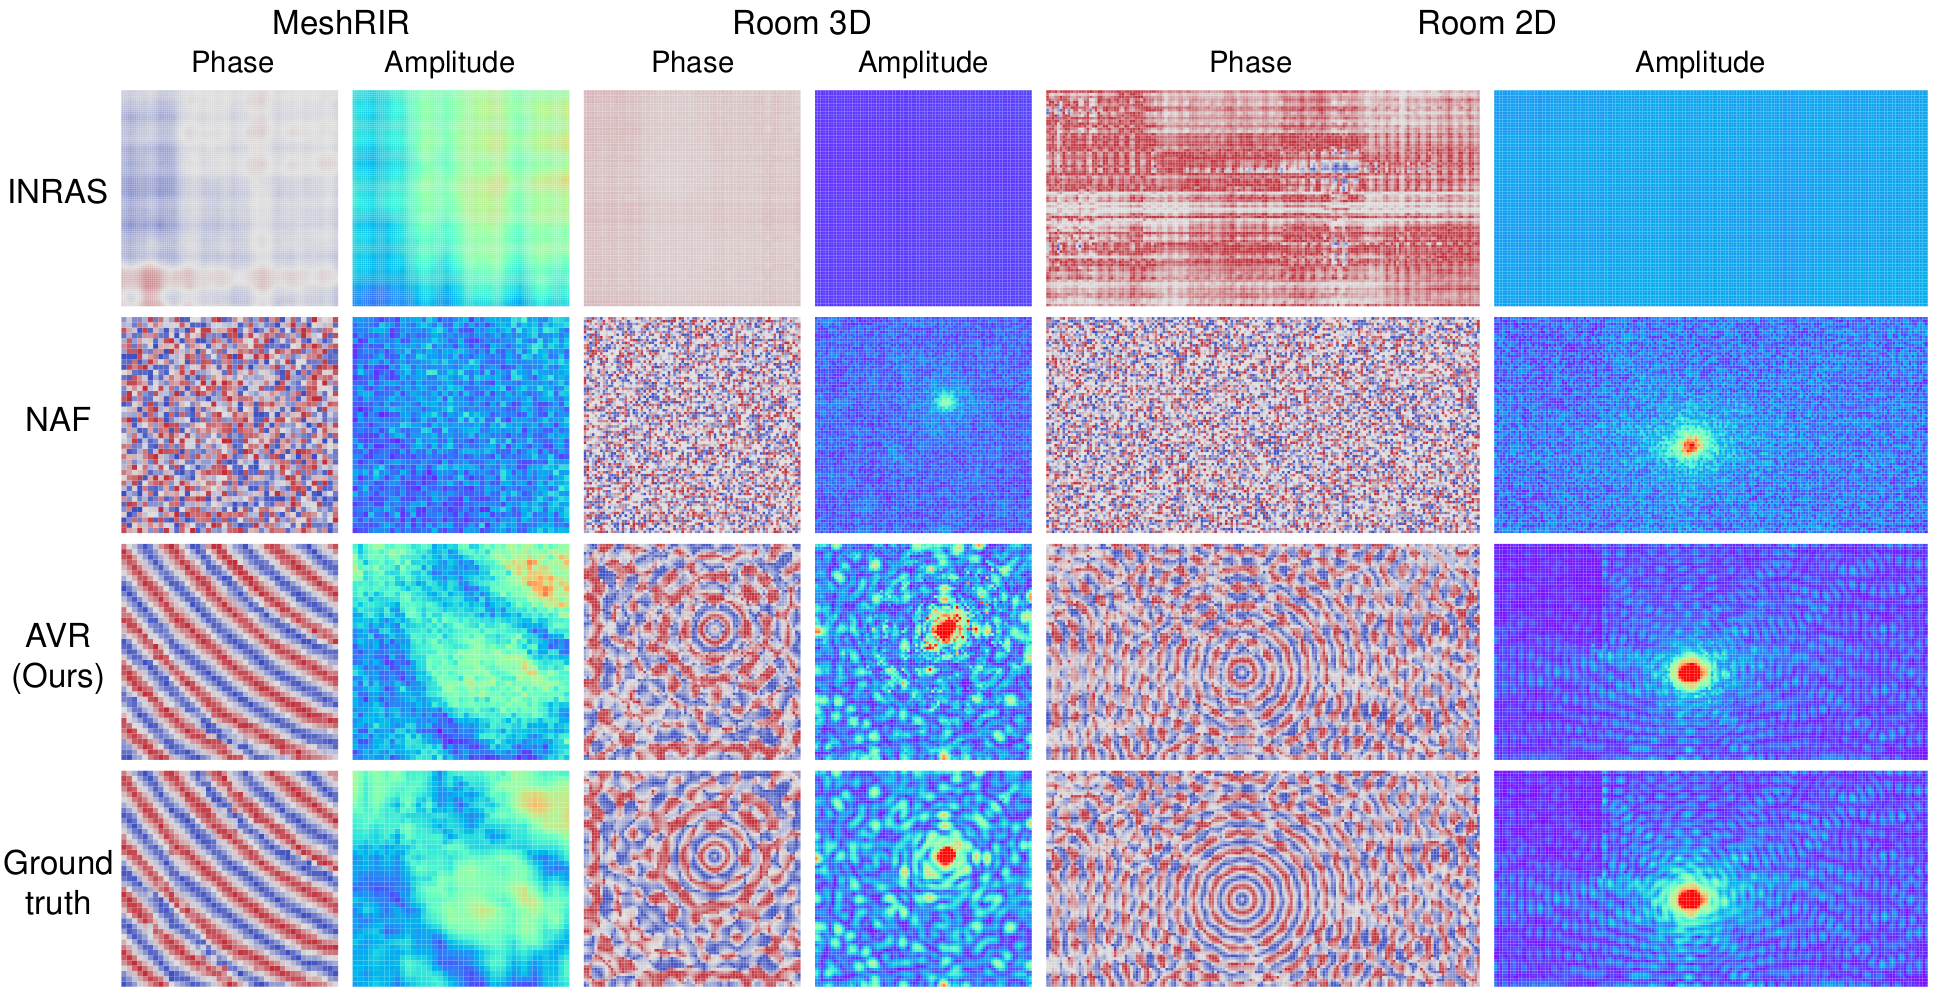 MeshRIR Room 3D Room 2D
Phase Amplitude Phase Amplitude Phase Amplitude
INRAS
NAF
AVR
(Ours)
Ground
truth